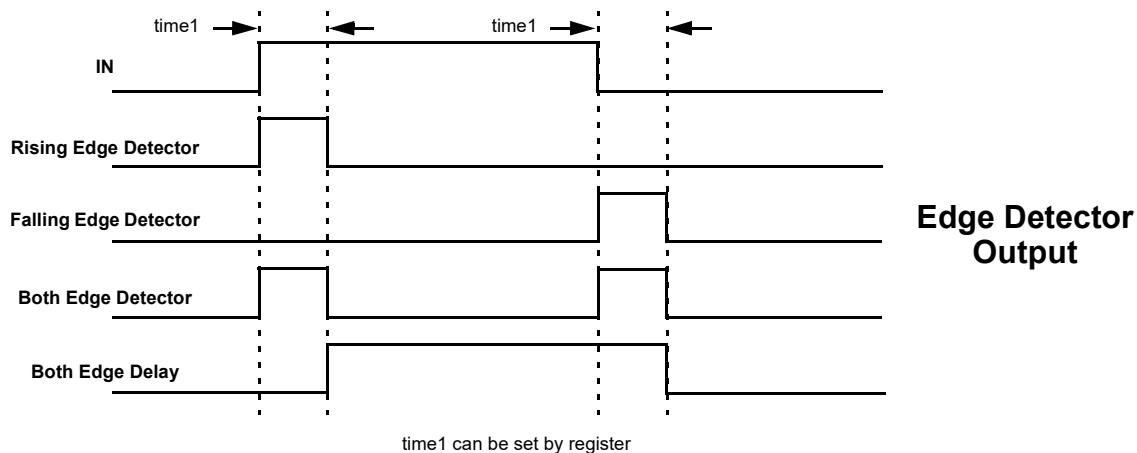 time1
time1
IN
Rising Edge Detector
Falling Edge Detector
Edge Detector
Output
Both Edge Detector
Both Edge Delay
time1 can be set by register